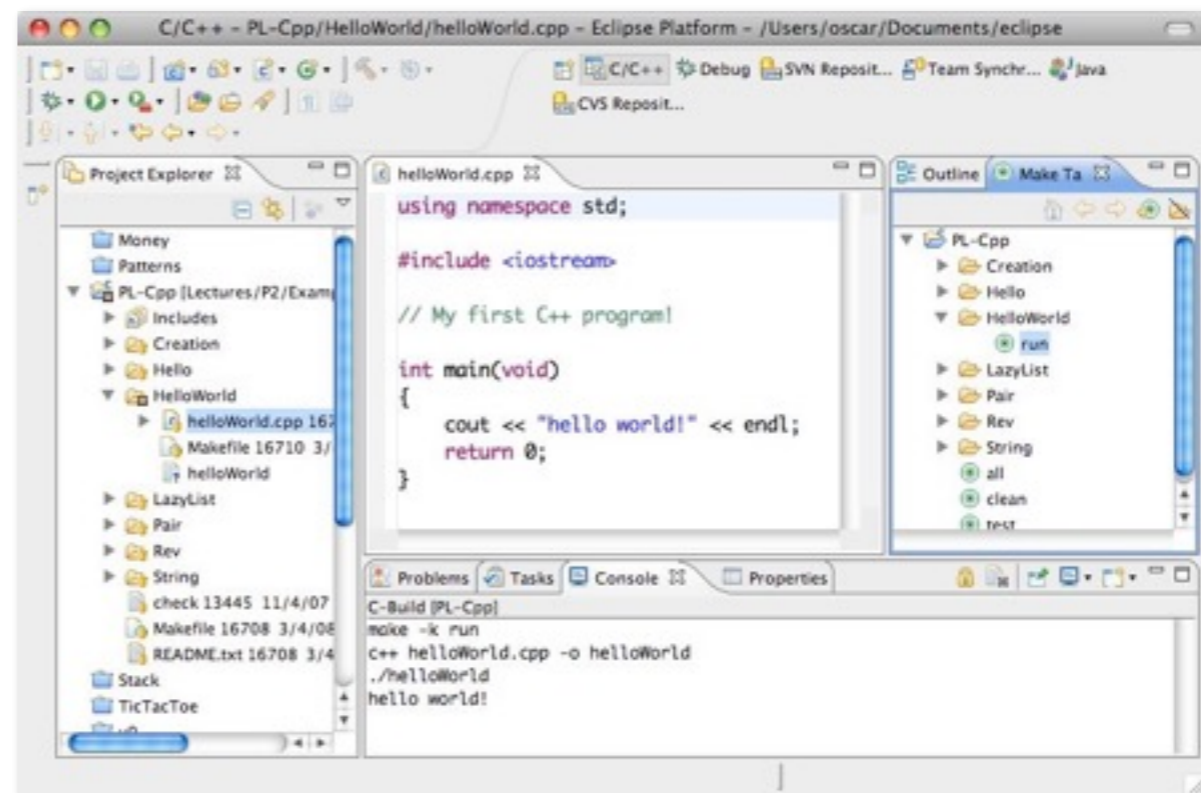 C/C++ - PL-Cpp/HelloWorld/helloWorld.cpp - Eclipse Platform - /Users/oscar/Documents/eclipse
C/C++ Debug SVN Reposit... Team Synchr... Java
CVS Reposit...
Project Explorer
Money
Patterns
PL-Cpp [Lectures/P2/Exam
Includes
Creation
Hello
HelloWorld
helloWorld.cpp 167
Makefile 16710 3/
helloWorld
LazyList
Pair
Rev
String
check 13445 11/4/07
Makefile 16708 3/4/08
README.txt 16708 3/4
Stack
TicTacToe
helloWorld.cpp
using namespace std;
#include <iostream>
// My first C++ program!
int main(void)
{
cout << "hello world!" << endl;
return 0;
}
Outline Make Ta
PL-Cpp
Creation
Hello
HelloWorld
run
LazyList
Pair
Rev
String
all
clean
test
Problems Tasks Console Properties
C-Build [PL-Cpp]
make -k run
c++ helloWorld.cpp -o helloWorld
./helloWorld
hello world!